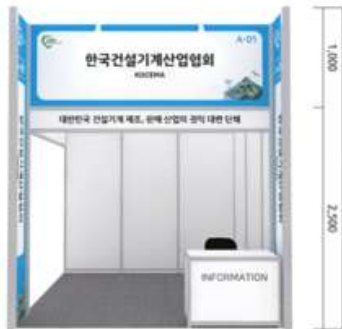 A-01
한국건설기계산업협회
KOCEMA
대한민국 건설기계 제조, 판매 산업의 권익 대변 단체
INFORMATION
1,000
2,500